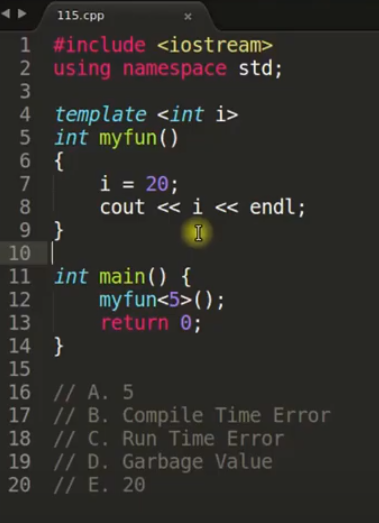 115.cpp ×
1 #include <iostream>
2 using namespace std;
3
4 template <int i>
5 int myfun()
6 {
7     i = 20;
8     cout << i << endl;
9 }
10
11 int main() {
12     myfun<5>();
13     return 0;
14 }
15
16 // A. 5
17 // B. Compile Time Error
18 // C. Run Time Error
19 // D. Garbage Value
20 // E. 20